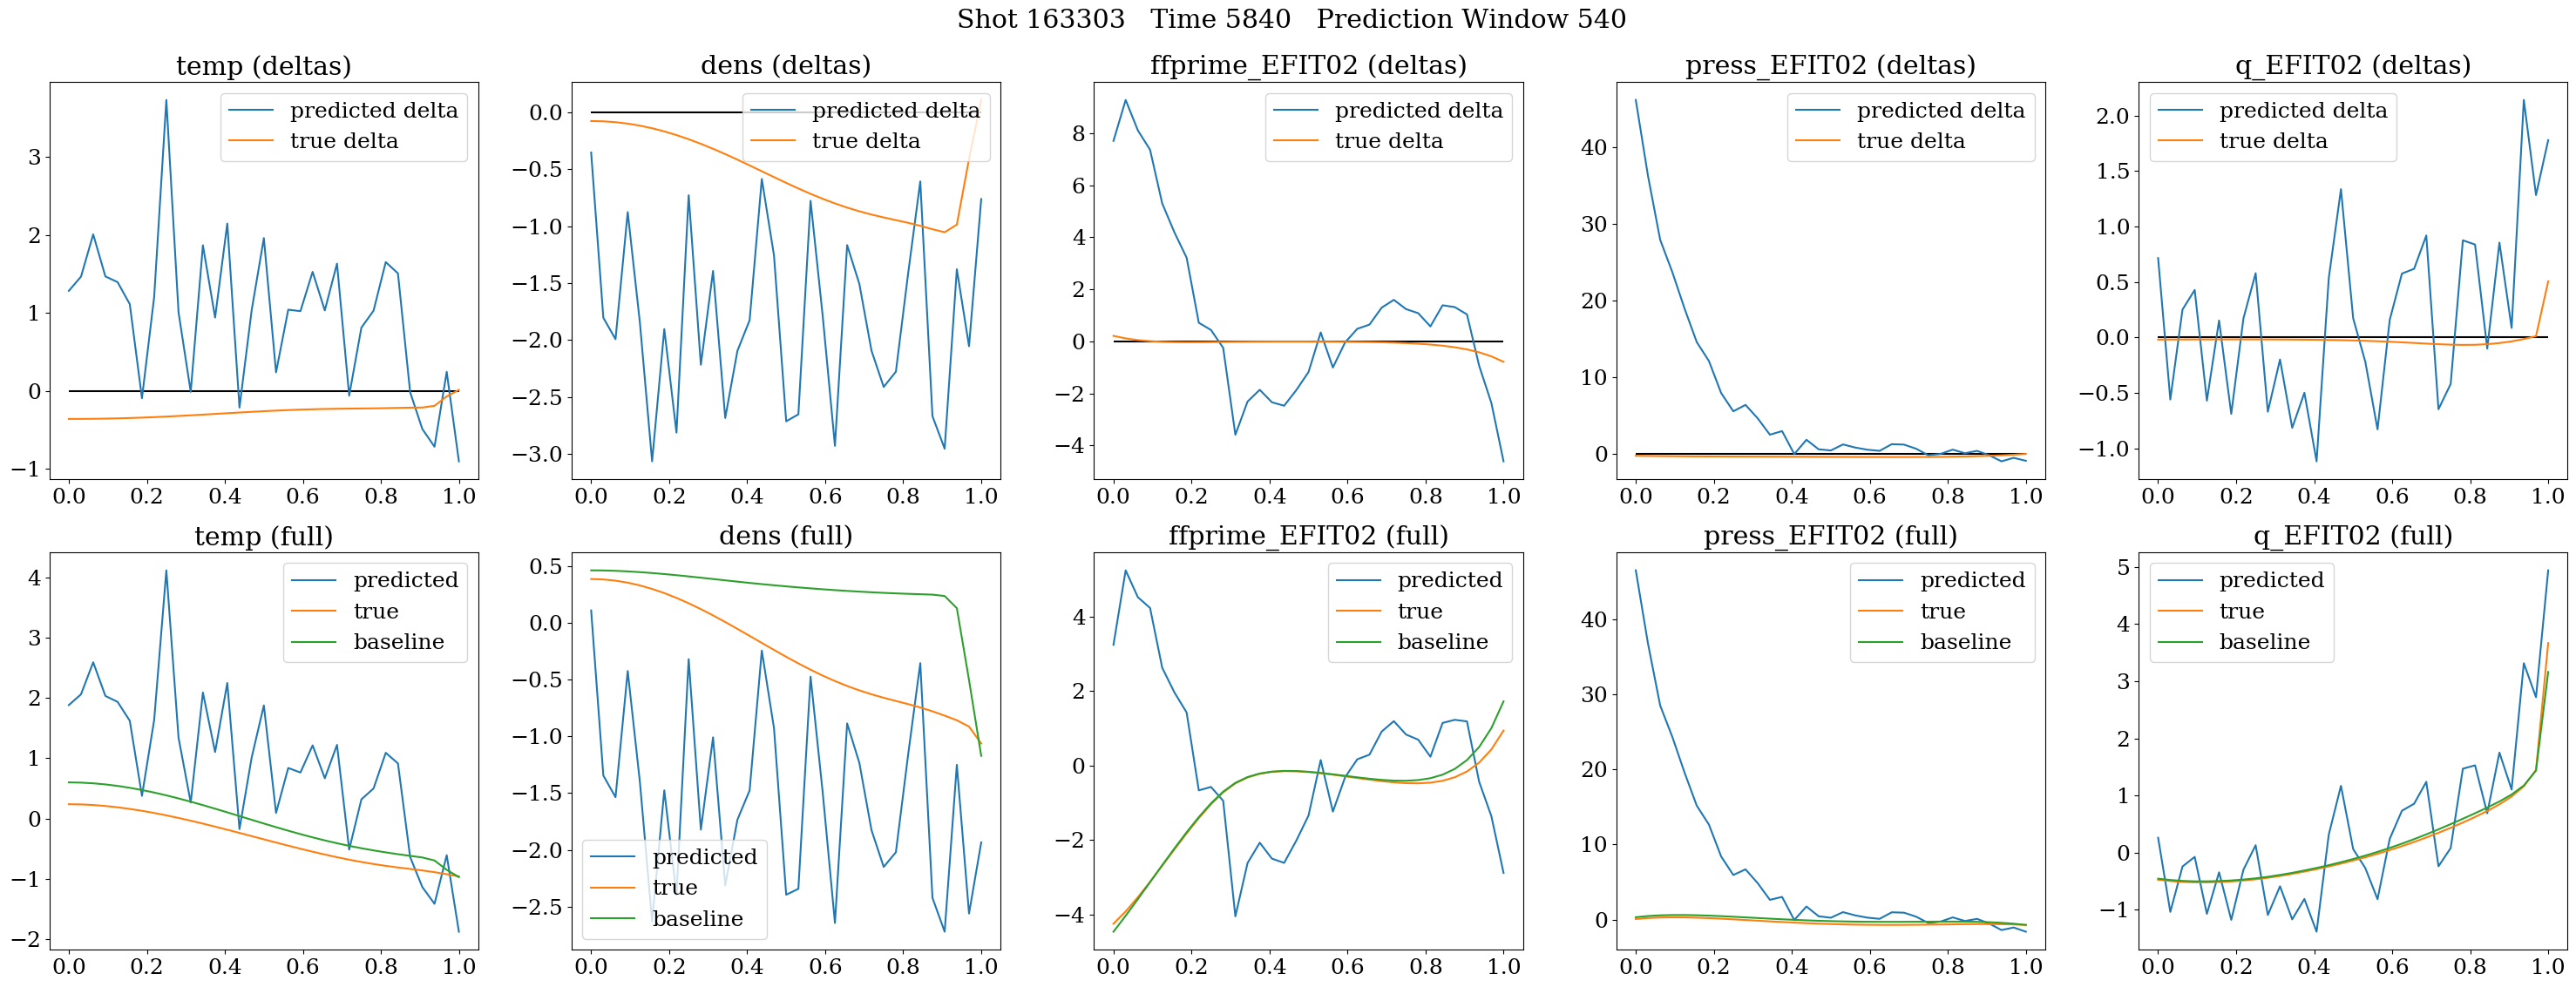 Shot 163303   Time 5840   Prediction Window 540
temp (deltas)
predicted delta
true delta
3
2
1
0
−1
0.0 0.2 0.4 0.6 0.8 1.0
dens (deltas)
predicted delta
true delta
0.0
−0.5
−1.0
−1.5
−2.0
−2.5
−3.0
0.0 0.2 0.4 0.6 0.8 1.0
ffprime_EFIT02 (deltas)
predicted delta
true delta
8
6
4
2
0
−2
−4
0.0 0.2 0.4 0.6 0.8 1.0
press_EFIT02 (deltas)
predicted delta
true delta
40
30
20
10
0
0.0 0.2 0.4 0.6 0.8 1.0
q_EFIT02 (deltas)
predicted delta
true delta
2.0
1.5
1.0
0.5
0.0
−0.5
−1.0
0.0 0.2 0.4 0.6 0.8 1.0
temp (full)
predicted
true
baseline
4
3
2
1
0
−1
−2
0.0 0.2 0.4 0.6 0.8 1.0
dens (full)
0.5
0.0
−0.5
−1.0
−1.5
−2.0
−2.5
predicted
true
baseline
0.0 0.2 0.4 0.6 0.8 1.0
ffprime_EFIT02 (full)
predicted
true
baseline
4
2
0
−2
−4
0.0 0.2 0.4 0.6 0.8 1.0
press_EFIT02 (full)
predicted
true
baseline
40
30
20
10
0
0.0 0.2 0.4 0.6 0.8 1.0
q_EFIT02 (full)
predicted
true
baseline
5
4
3
2
1
0
−1
0.0 0.2 0.4 0.6 0.8 1.0